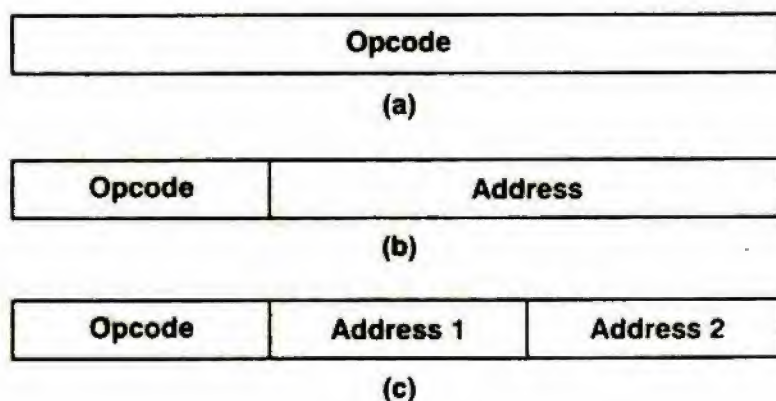 Opcode
(a)
Opcode Address
(b)
Opcode Address 1 Address 2
(c)